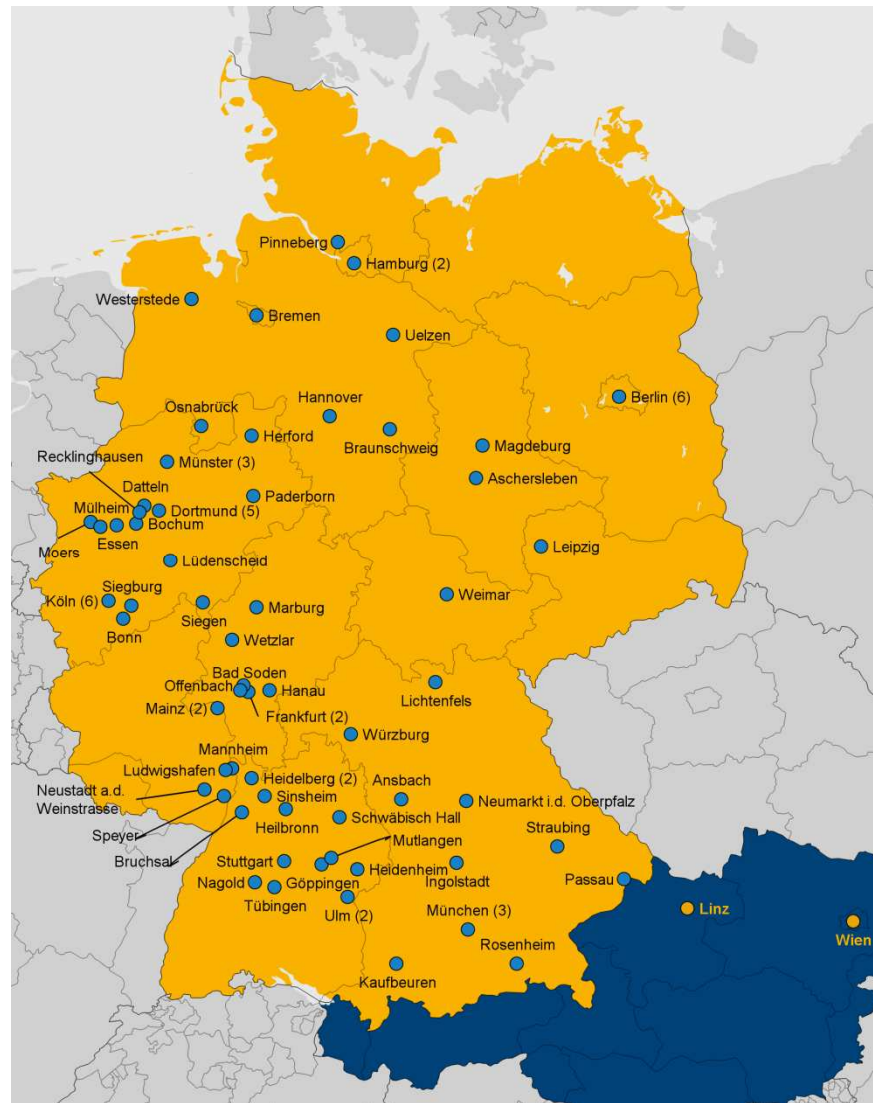 Pinneberg
Hamburg (2)
Westerstede
Bremen
Uelzen
Berlin (6)
Hannover
Osnabrück
Herford
Braunschweig
Magdeburg
Recklinghausen
Münster (3)
Aschersleben
Datteln
Paderborn
Mülheim
Dortmund (5)
Bochum
Essen
Moers
Leipzig
Lüdenscheid
Siegburg
Weimar
Köln (6)
Siegen
Marburg
Bonn
Wetzlar
Bad Soden
Offenbach
Hanau
Lichtenfels
Mainz (2)
Frankfurt (2)
Würzburg
Mannheim
Ludwigshafen
Heidelberg (2)
Ansbach
Neustadt a.d.
Weinstrasse
Sinsheim
Neumarkt i.d. Oberpfalz
Schwäbisch Hall
Heilbronn
Speyer
Mutlangen
Straubing
Bruchsal
Stuttgart
Heidenheim
Ingolstadt
Nagold
Göppingen
Passau
Tübingen
Ulm (2)
München (3)
Linz
Wien
Rosenheim
Kaufbeuren